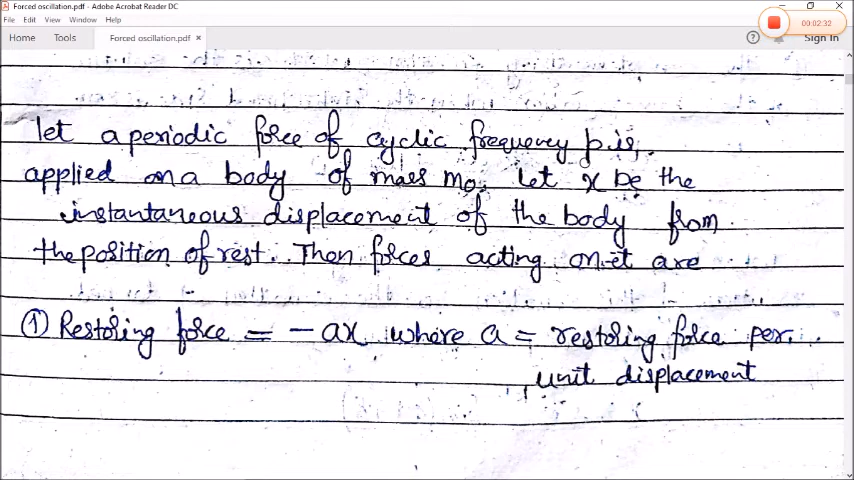 Forced oscillation.pdf - Adobe Acrobat Reader DC
File Edit View Window Help
Home Tools Forced oscillation.pdf × 00:02:32 Sign In
let a periodic force of cyclic frequency p is
applied on a body of mass mo. Let x be the
instantaneous displacement of the body from
the position of rest. Then forces acting on it are
① Restoring force = -ax where a = restoring force per
unit displacement